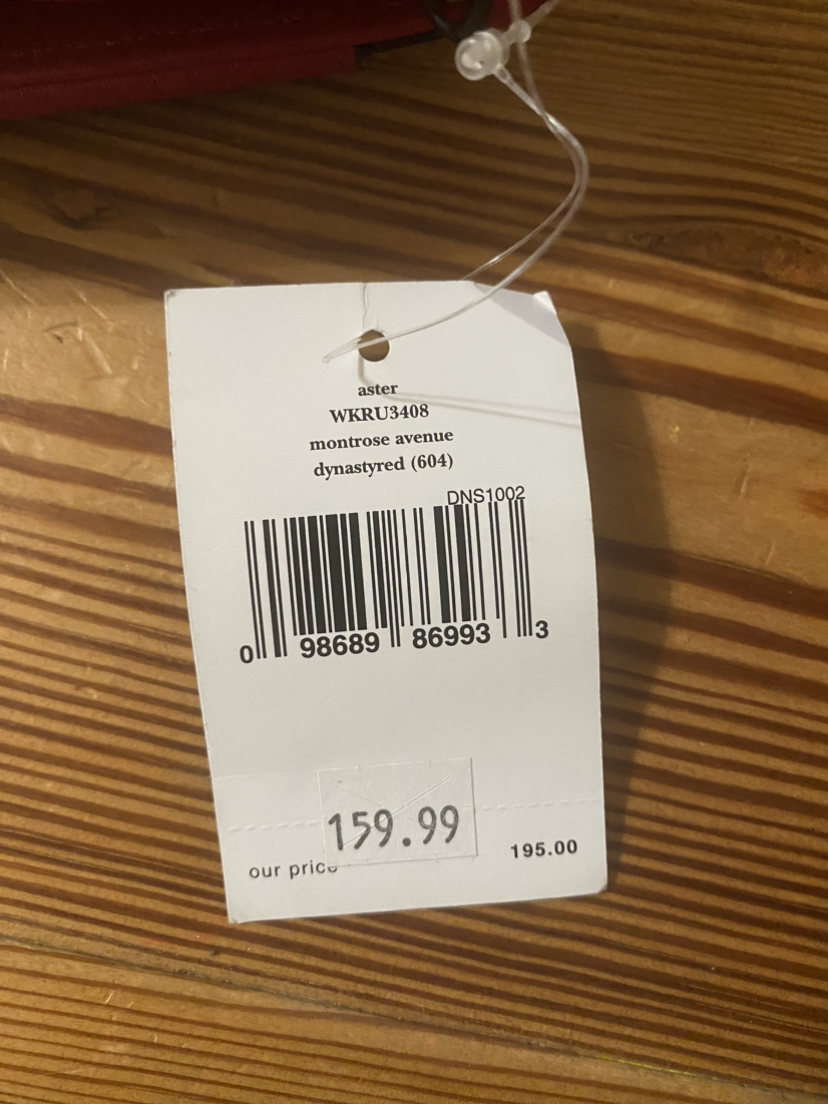 aster
WKRU3408
montrose avenue
dynastyred (604)
DNS1002
0 98689 86993 3
159.99
our price 195.00